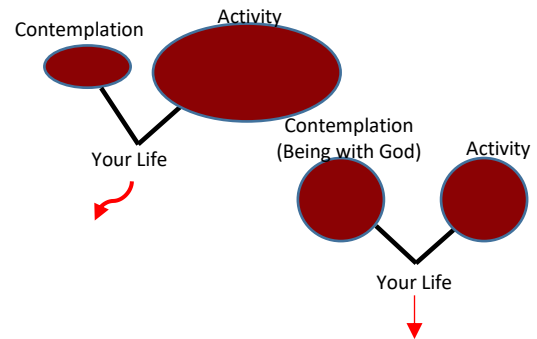 Contemplation
Activity
Your Life
Contemplation
(Being with God)
Activity
Your Life